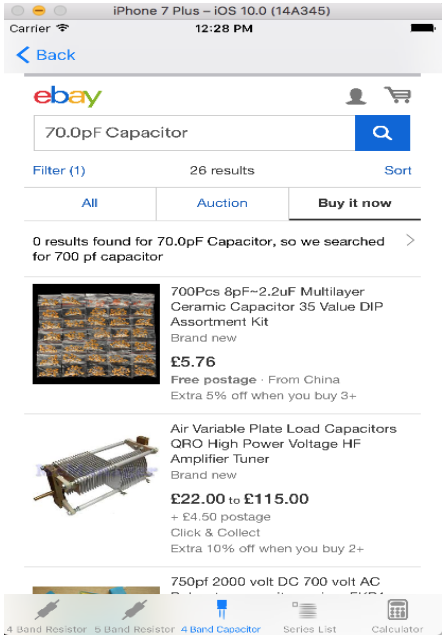 iPhone 7 Plus – iOS 10.0 (14A345)
Carrier 12:28 PM
Back
ebay
70.0pF Capacitor
Filter (1) 26 results Sort
All Auction Buy it now
0 results found for 70.0pF Capacitor, so we searched
for 700 pf capacitor
700Pcs 8pF~2.2uF Multilayer
Ceramic Capacitor 35 Value DIP
Assortment Kit
Brand new
£5.76
Free postage · From China
Extra 5% off when you buy 3+
Air Variable Plate Load Capacitors
QRO High Power Voltage HF
Amplifier Tuner
Brand new
£22.00 to £115.00
+ £4.50 postage
Click & Collect
Extra 10% off when you buy 2+
750pf 2000 volt DC 700 volt AC
4 Band Resistor 5 Band Resistor 4 Band Capacitor Series List Calculator